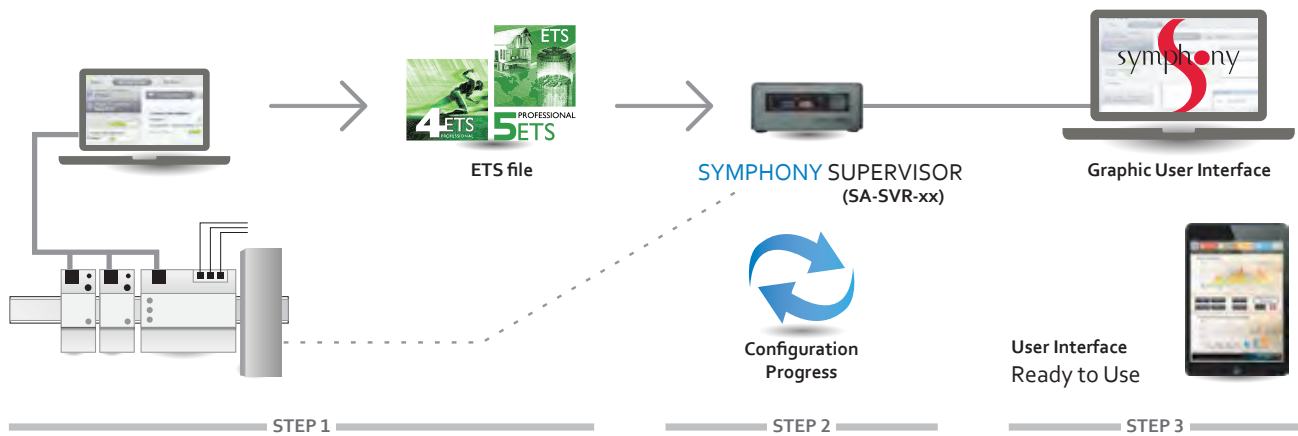 4ETS
PROFESSIONAL
ETS
5ETS
PROFESSIONAL
ETS file
SYMPHONY SUPERVISOR
(SA-SVR-xx)
symphony
Graphic User Interface
Configuration
Progress
User Interface
Ready to Use
STEP 1
STEP 2
STEP 3